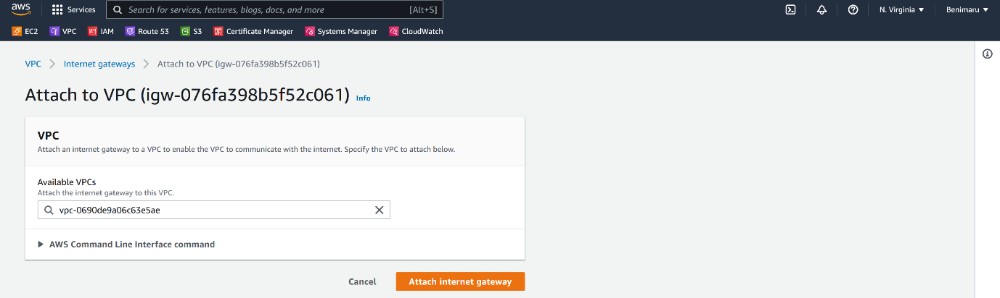 aws Services Search for services, features, blogs, docs, and more [Alt+S] N. Virginia Benimaru
EC2 VPC IAM Route 53 S3 Certificate Manager Systems Manager CloudWatch
VPC Internet gateways Attach to VPC (igw-076fa398b5f52c061)
Attach to VPC (igw-076fa398b5f52c061) Info
VPC
Attach an internet gateway to a VPC to enable the VPC to communicate with the internet. Specify the VPC to attach below.
Available VPCs
Attach the internet gateway to this VPC.
vpc-0690de9a06c63e5ae
AWS Command Line Interface command
Cancel Attach internet gateway